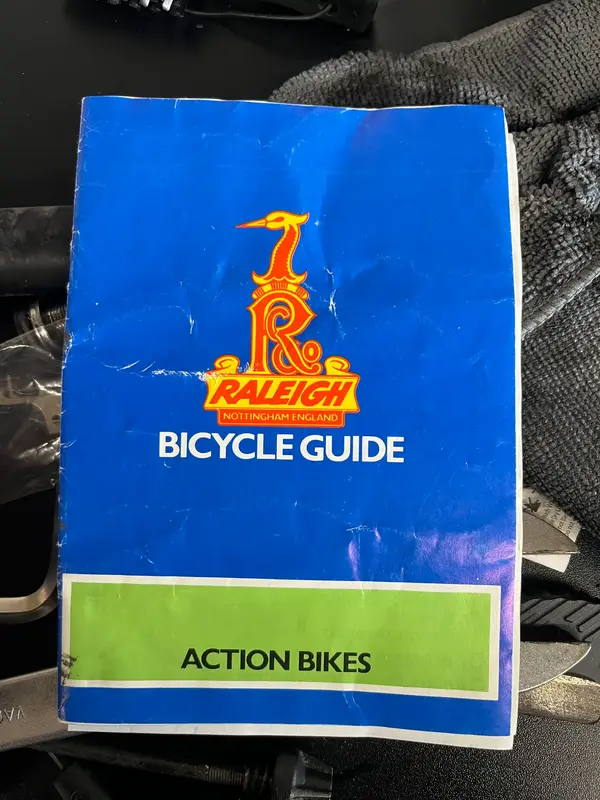 R
RALEIGH
NOTTINGHAM ENGLAND
BICYCLE GUIDE
ACTION BIKES